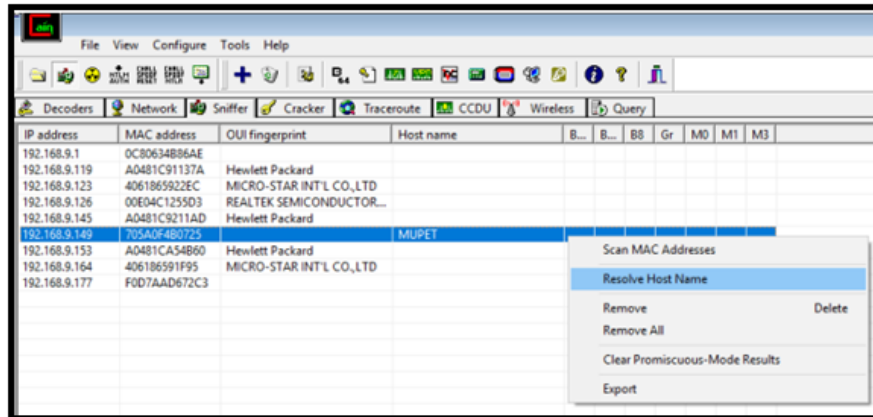 ain
File View Configure Tools Help
Decoders Network Sniffer Cracker Traceroute CCDU Wireless Query
IP address MAC address OUI fingerprint Host name B... B... B8 Gr M0 M1 M3
192.168.9.1 0C80634B86AE
192.168.9.119 A0481C91137A Hewlett Packard
192.168.9.123 4061865922EC MICRO-STAR INT'L CO.,LTD
192.168.9.126 00E04C1255D3 REALTEK SEMICONDUCTOR...
192.168.9.145 A0481C9211AD Hewlett Packard
192.168.9.149 705A0F4B0725 MUPET
192.168.9.153 A0481CA54B60 Hewlett Packard
192.168.9.164 406186591F95 MICRO-STAR INT'L CO.,LTD
192.168.9.177 F0D7AAD672C3
Scan MAC Addresses
Resolve Host Name
Remove Delete
Remove All
Clear Promiscuous-Mode Results
Export